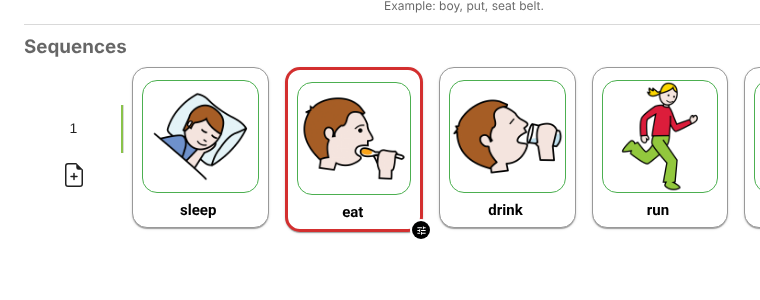 Example: boy, put, seat belt.
Sequences
1
sleep
eat
drink
run